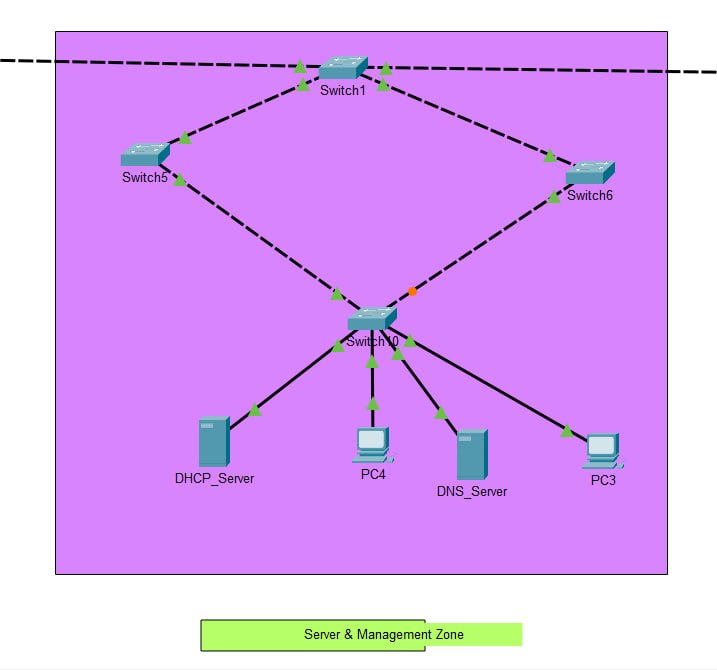 Switch1
Switch5
Switch6
Switch10
DHCP_Server
PC4
DNS_Server
PC3
Server & Management Zone